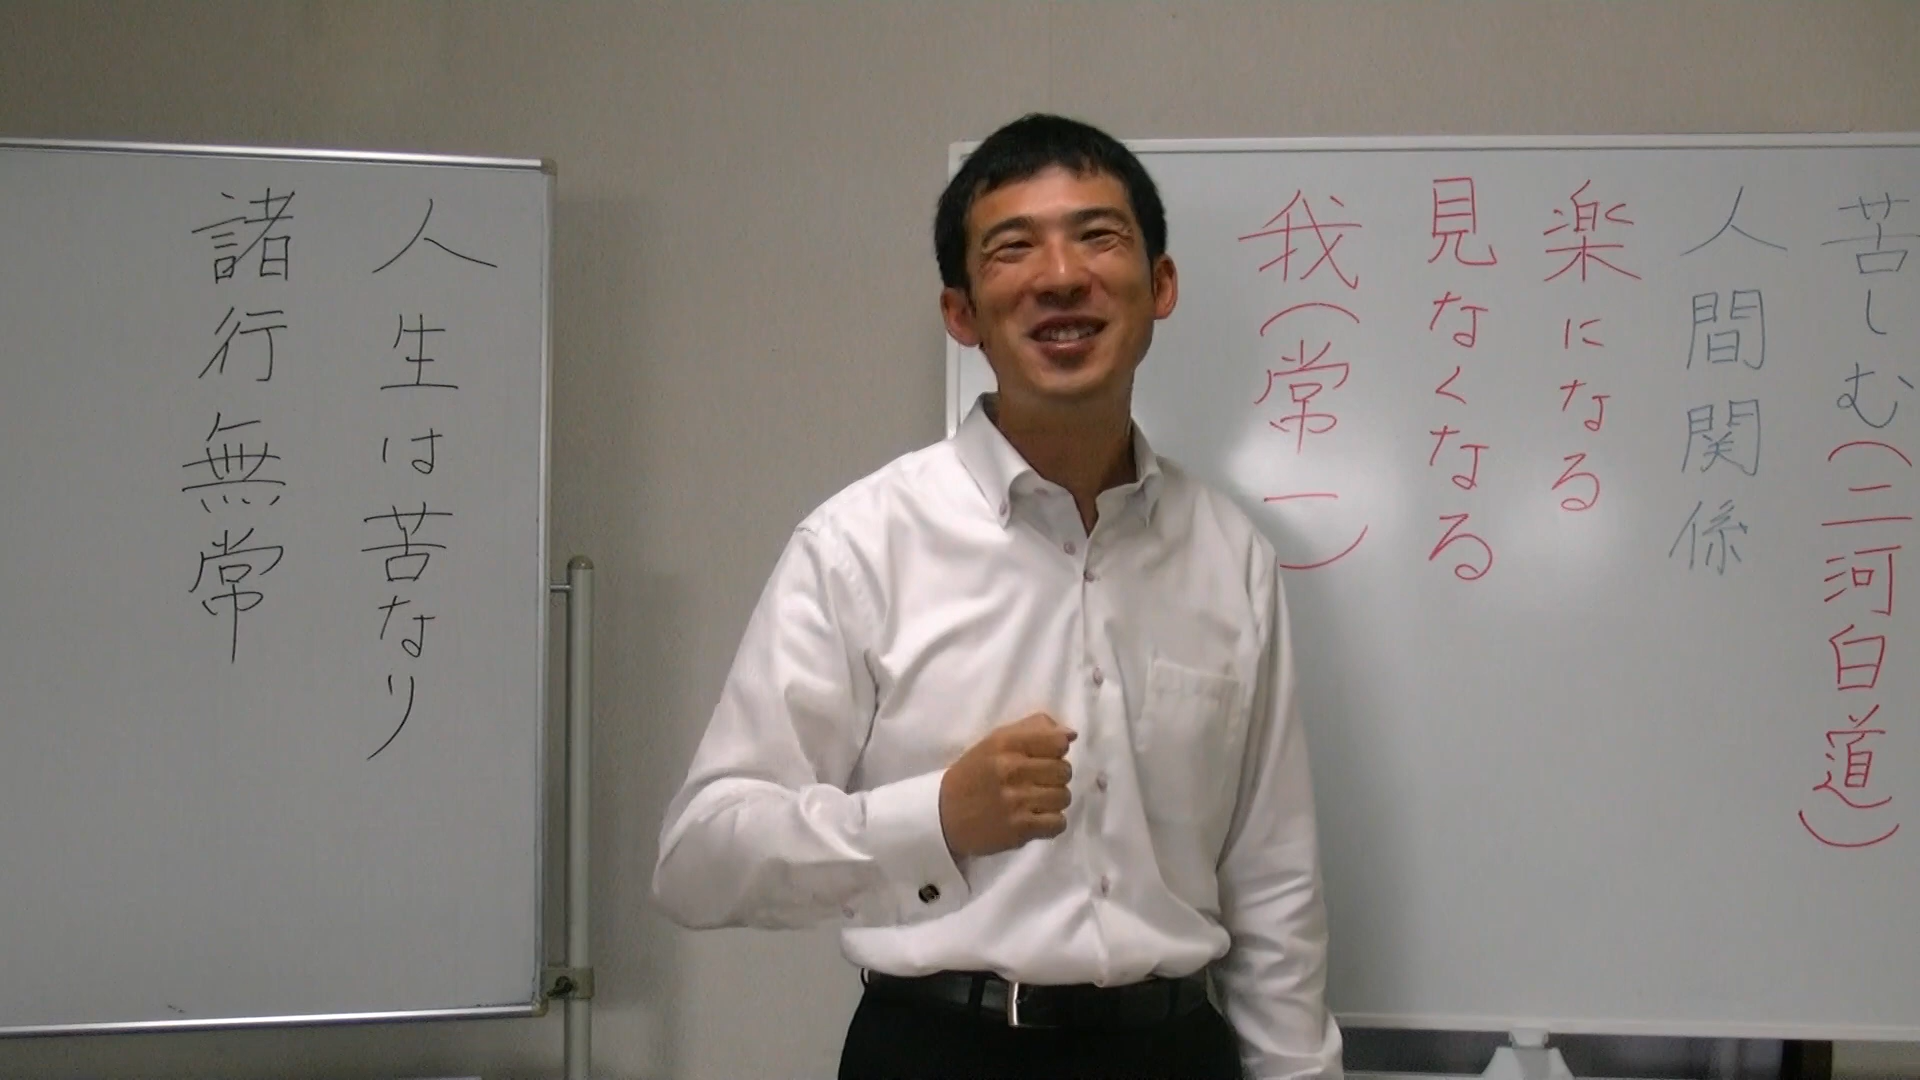 人生は苦なり
諸行無常
苦しむ(二河白道)
人間関係
楽になる
見なくなる
我(常一)